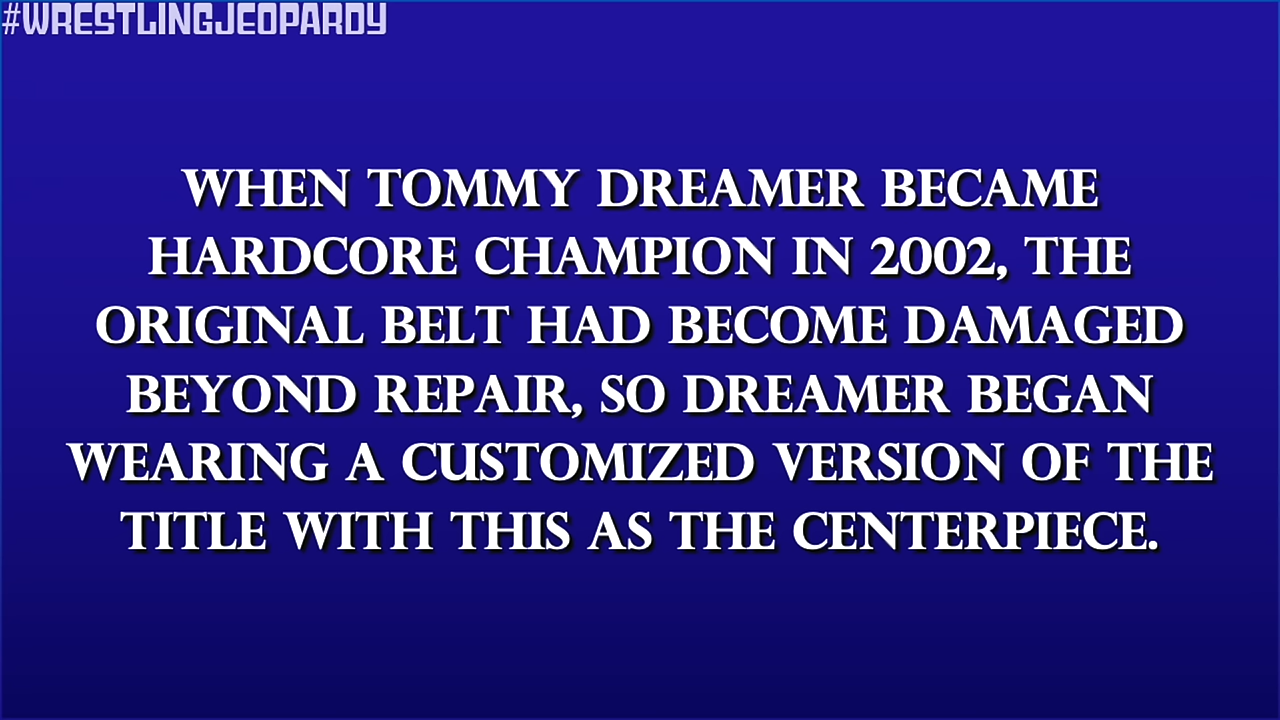 #WRESTLINGJEOPARDY
WHEN TOMMY DREAMER BECAME
HARDCORE CHAMPION IN 2002, THE
ORIGINAL BELT HAD BECOME DAMAGED
BEYOND REPAIR, SO DREAMER BEGAN
WEARING A CUSTOMIZED VERSION OF THE
TITLE WITH THIS AS THE CENTERPIECE.